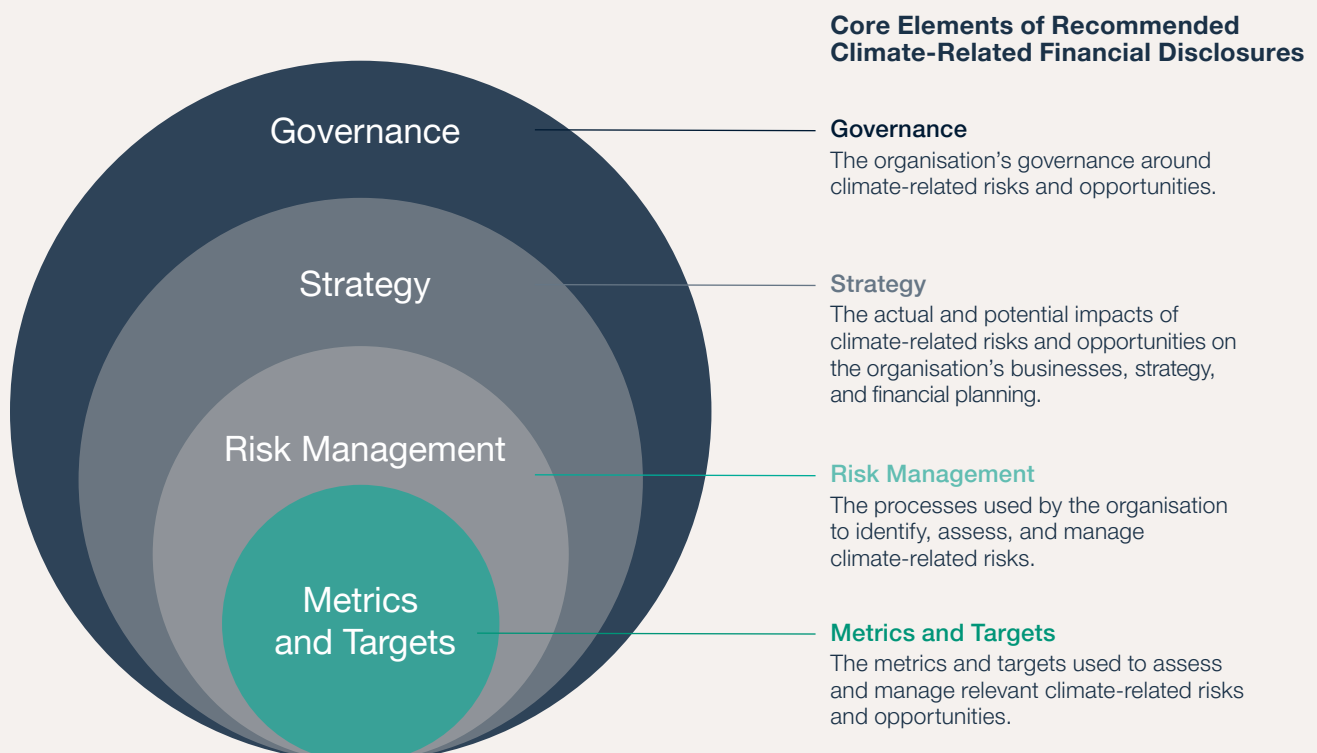 Core Elements of Recommended
Climate-Related Financial Disclosures
Governance
Strategy
Risk Management
Metrics
and Targets
Governance
The organisation’s governance around
climate-related risks and opportunities.
Strategy
The actual and potential impacts of
climate-related risks and opportunities on
the organisation’s businesses, strategy,
and financial planning.
Risk Management
The processes used by the organisation
to identify, assess, and manage
climate-related risks.
Metrics and Targets
The metrics and targets used to assess
and manage relevant climate-related risks
and opportunities.